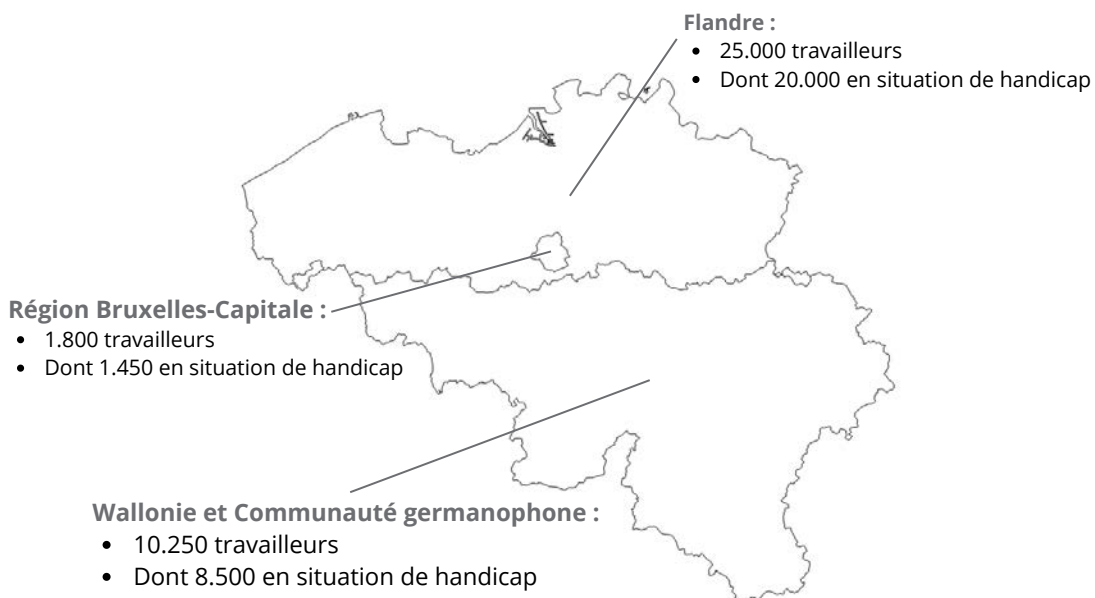 Flandre :
• 25.000 travailleurs
• Dont 20.000 en situation de handicap
Région Bruxelles-Capitale :
• 1.800 travailleurs
• Dont 1.450 en situation de handicap
Wallonie et Communauté germanophone :
• 10.250 travailleurs
• Dont 8.500 en situation de handicap